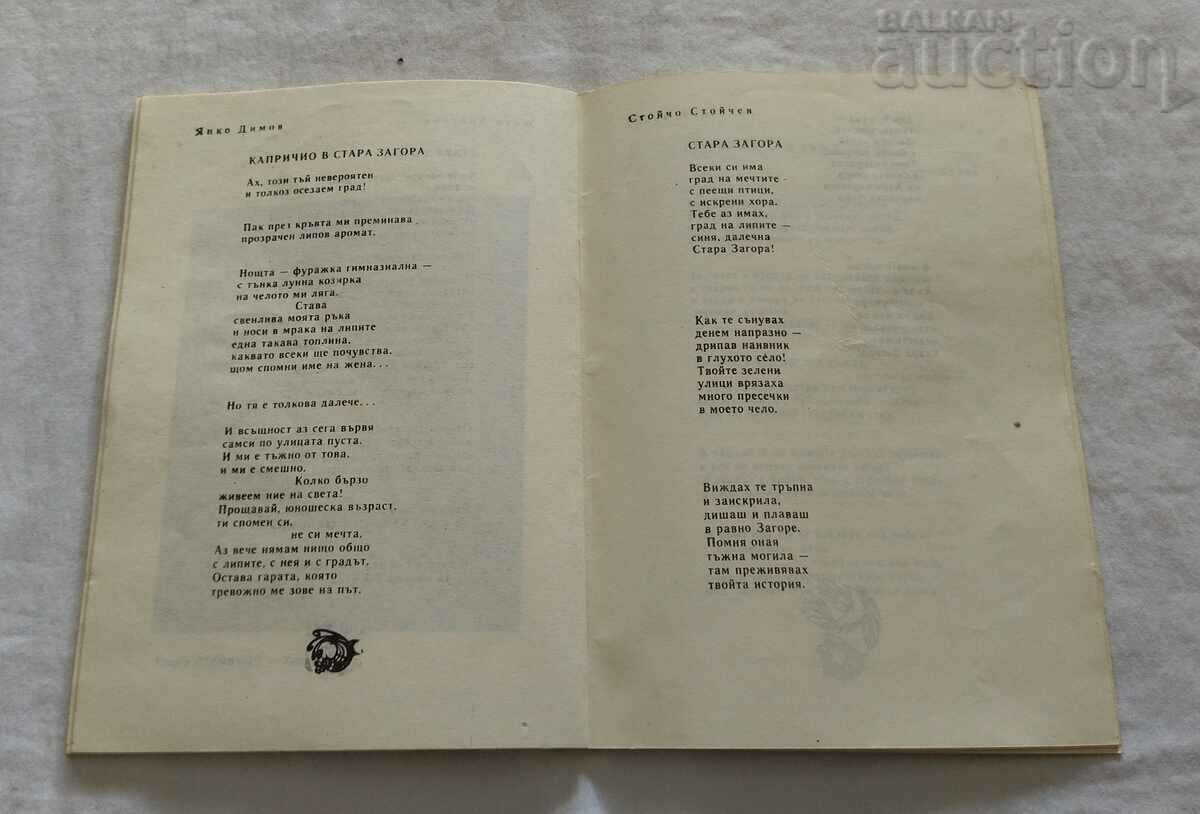 BALKAN
auction
Янко Димов
КАПРИЧИО В СТАРА ЗАГОРА
Ах, този тъй невероятен
и толкоз осезаем град!
Пак през кръвта ми преминава
прозрачен липов аромат.
Нощта — фуражка гимназиална —
с тънка лунна козирка
на челото ми ляга.
Става
свенлива моята ръка
и носи в мрака на липите
една такава топлина,
каквато всеки ще почувства,
щом спомни име на жена...
Но тя е толкова далече...
И всъщност аз сега вървя
самси по улицата пуста.
И ми е тъжно от това,
и ми е смешно.
Колко бързо
живеем ние на света!
Прощавай, юношеска възраст,
ти спомен си,
не си мечта.
Аз вече нямам нищо общо
с липите, с нея и с градът.
Остава гарата, която
тревожно ме зове на път.
Стойчо Стойчев
СТАРА ЗАГОРА
Всеки си има
град на мечтите
с пеещи птици,
с искрени хора.
Тебе аз имах,
град на липите —
синя, далечна
Стара Загора!
Как те сънувах
денем напразно —
дрипав наивник
в глухото село!
Твойте зелени
улици врязаха
много пресечки
в моето чело.
Виждах те тръпна
и заискрила,
дишаш и плаваш
в равно Загоре.
Помня оная
тъжна могила —
там преживявах
твойта история.